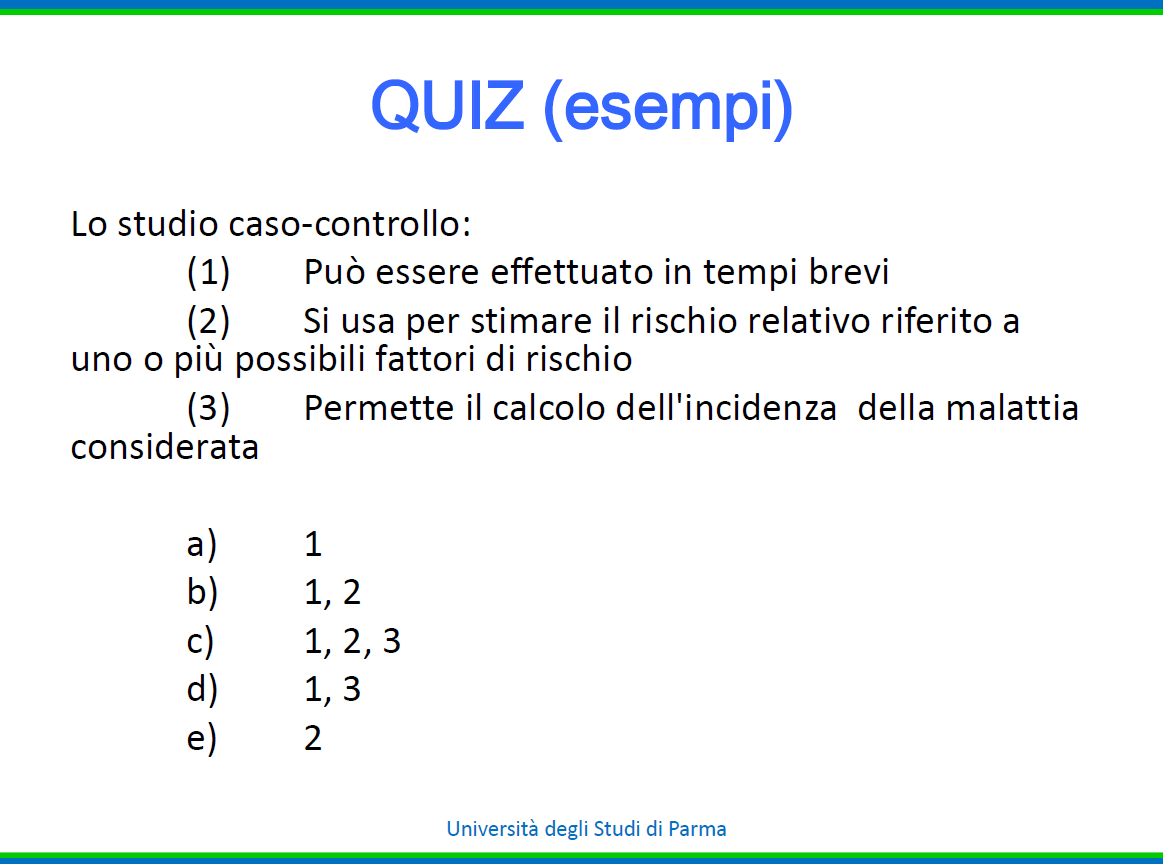 QUIZ (esempi)
Lo studio caso-controllo:
(1) Può essere effettuato in tempi brevi
(2) Si usa per stimare il rischio relativo riferito a
uno o più possibili fattori di rischio
(3) Permette il calcolo dell'incidenza della malattia
considerata
a) 1
b) 1, 2
c) 1, 2, 3
d) 1, 3
e) 2
Università degli Studi di Parma